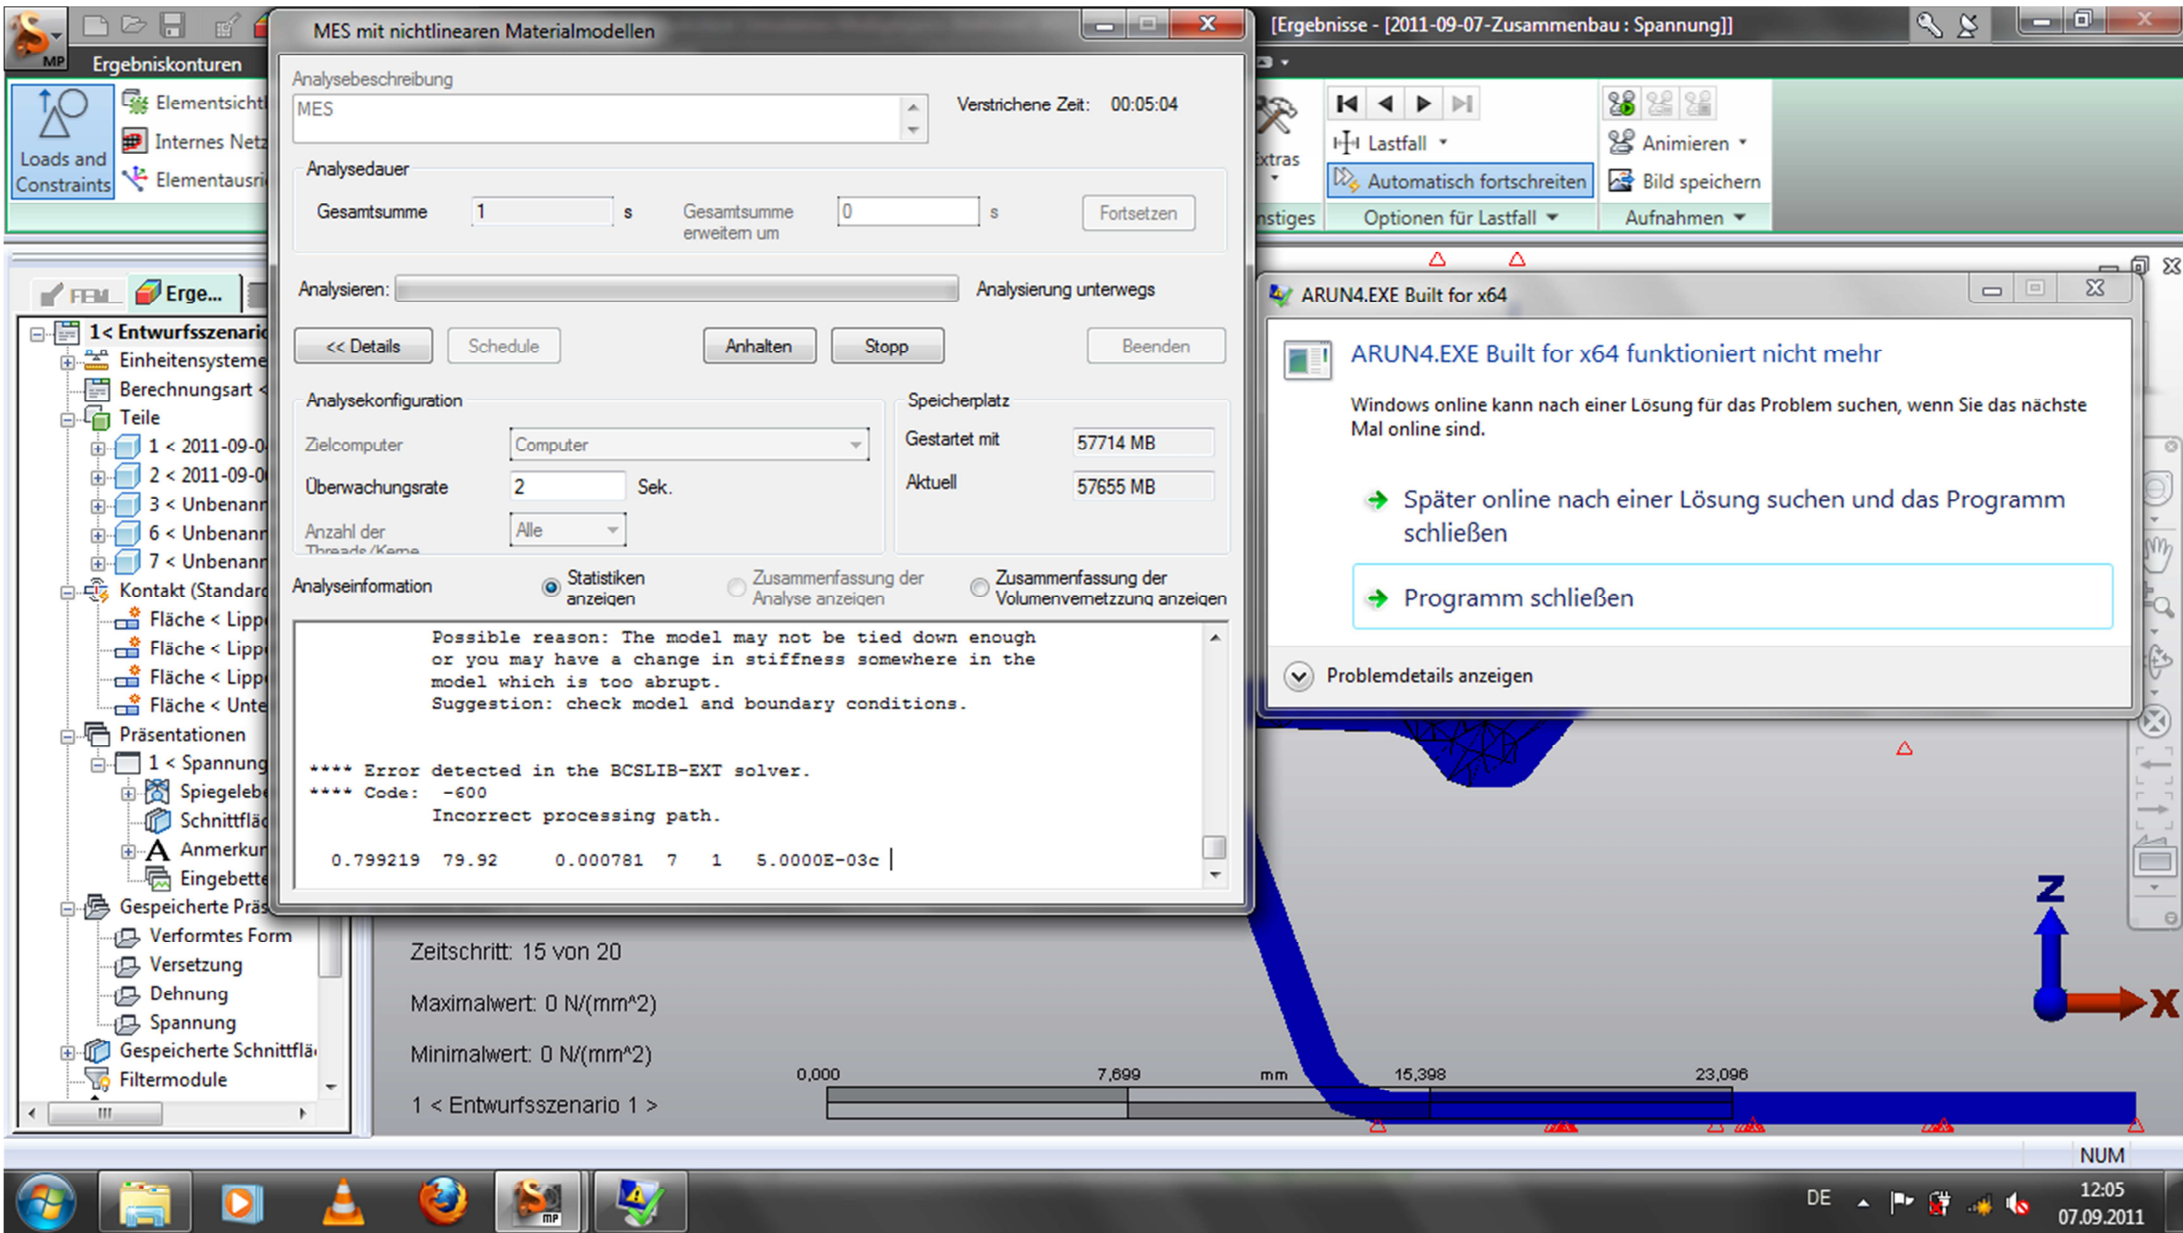 MP
Ergebniskonturen
Loads and
Constraints
Internes Netz
MES mit nichtlinearen Materialmodellen
Analysebeschreibung
MES
Verstrichene Zeit: 00:05:04
Analysedauer
Gesamtsumme 1 s
Gesamtsumme
erweitern um
0 s
Fortsetzen
Analysieren:
Analysierung unterwegs
<< Details
Schedule
Anhalten
Stopp
Beenden
Analysekonfiguration
Zielcomputer Computer
Überwachungsrate 2 Sek.
Anzahl der
Threads/Kerne
Alle
Speicherplatz
Gestartet mit 57714 MB
Aktuell 57655 MB
Analyseinformation
Statistiken
anzeigen
Zusammenfassung der
Analyse anzeigen
Zusammenfassung der
Volumenvernetzzung anzeigen
Possible reason: The model may not be tied down enough
or you may have a change in stiffness somewhere in the
model which is too abrupt.
Suggestion: check model and boundary conditions.
**** Error detected in the BCSLIB-EXT solver.
**** Code: -600
Incorrect processing path.
0.799219 79.92 0.000781 7 1 5.0000E-03c
[Ergebnisse - [2011-09-07-Zusammenbau : Spannung]]
Lastfall
Automatisch fortschreiten
Optionen für Lastfall
Animieren
Bild speichern
Aufnahmen
ARUN4.EXE Built for x64
ARUN4.EXE Built for x64 funktioniert nicht mehr
Windows online kann nach einer Lösung für das Problem suchen, wenn Sie das nächste
Mal online sind.
Später online nach einer Lösung suchen und das Programm
schließen
Programm schließen
Problemdetails anzeigen
Erge...
1 < Entwurfsszenario
Einheitensysteme
Berechnungsart <
Teile
1 < 2011-09-0
2 < 2011-09-0
3 < Unbenann
6 < Unbenann
7 < Unbenann
Kontakt (Standard
Fläche < Lippe
Fläche < Lippe
Fläche < Lippe
Fläche < Unte
Präsentationen
1 < Spannung
Spiegelebe
Schnittfläc
Anmerkun
Eingebette
Gespeicherte Präs
Verformtes Form
Versetzung
Dehnung
Spannung
Gespeicherte Schnittflä
Filtermodule
Zeitschritt: 15 von 20
Maximalwert: 0 N/(mm^2)
Minimalwert: 0 N/(mm^2)
1 < Entwurfsszenario 1 >
0,000 7,699 mm 15,398 23,096
Z
X
NUM
MP
DE
12:05
07.09.2011